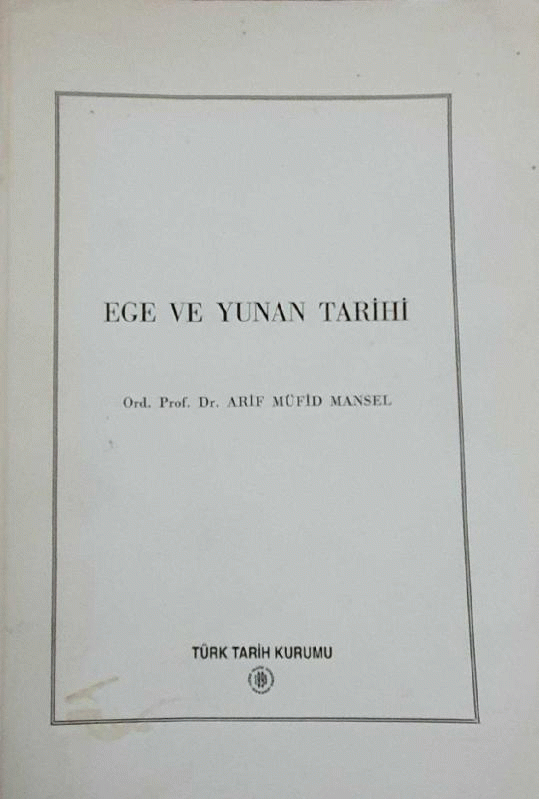 EGE VE YUNAN TARİHİ
Ord. Prof. Dr. ARİF MÜFİD MANSEL
TÜRK TARİH KURUMU